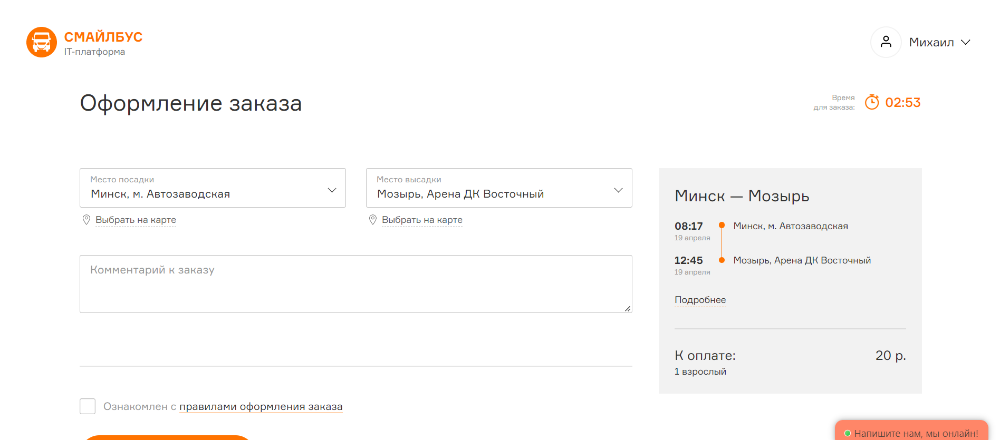 СМАЙЛБУС
IT-платформа
Михаил
Оформление заказа
Время
для заказа:
02:53
Место посадки
Минск, м. Автозаводская
Выбрать на карте
Место высадки
Мозырь, Арена ДК Восточный
Выбрать на карте
Комментарий к заказу
Ознакомлен с правилами оформления заказа
Минск — Мозырь
08:17 Минск, м. Автозаводская
19 апреля
12:45 Мозырь, Арена ДК Восточный
19 апреля
Подробнее
К оплате: 20 р.
1 взрослый
Напишите нам, мы онлайн!